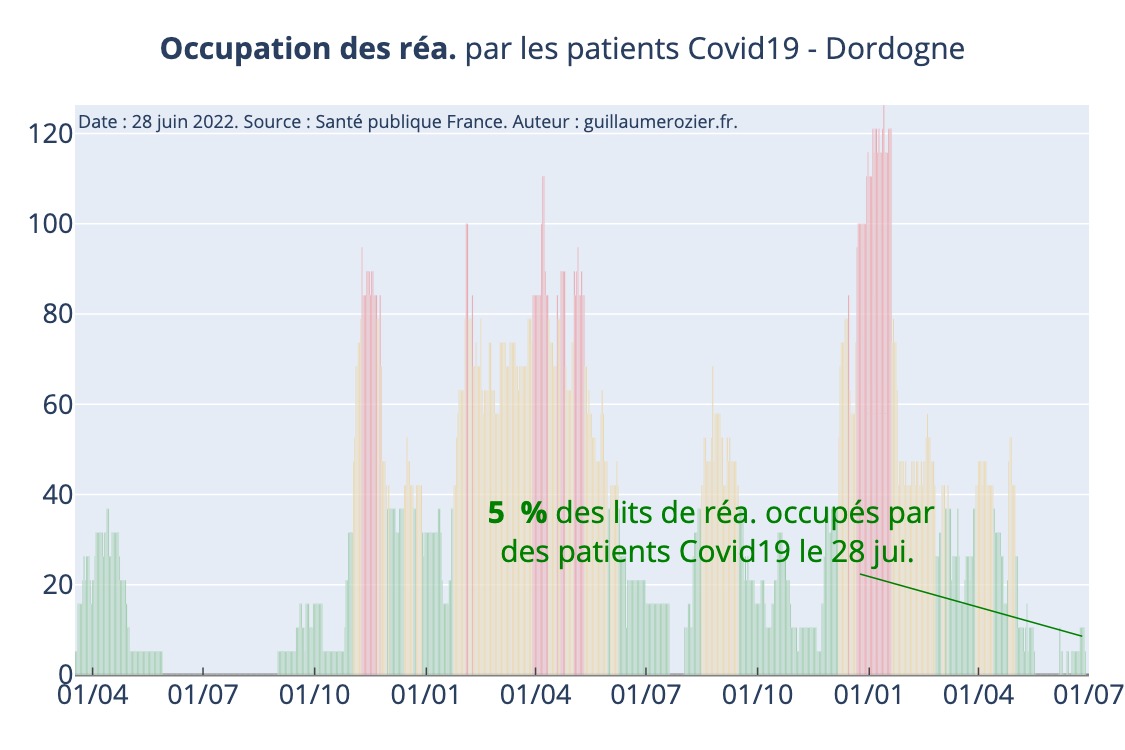 Occupation des réa. par les patients Covid19 - Dordogne
Date : 28 juin 2022. Source : Santé publique France. Auteur : guillaumerozier.fr.
120
100
80
60
40
20
0
5 % des lits de réa. occupés par
des patients Covid19 le 28 jui.
01/04 01/07 01/10 01/01 01/04 01/07 01/10 01/01 01/04 01/07